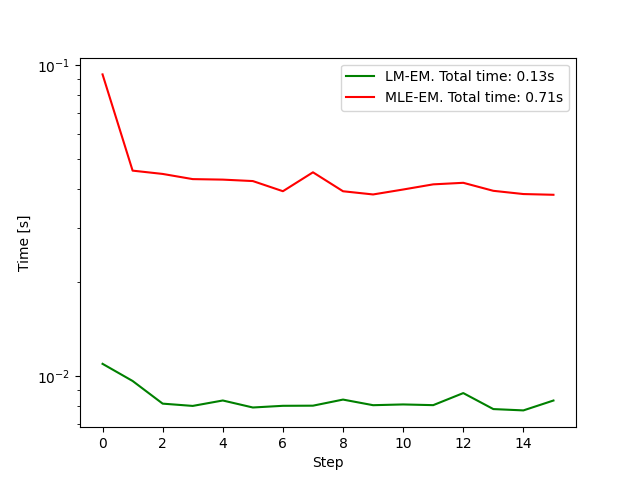 10⁻¹
10⁻²
Time [s]
LM-EM. Total time: 0.13s
MLE-EM. Total time: 0.71s
0 2 4 6 8 10 12 14
Step